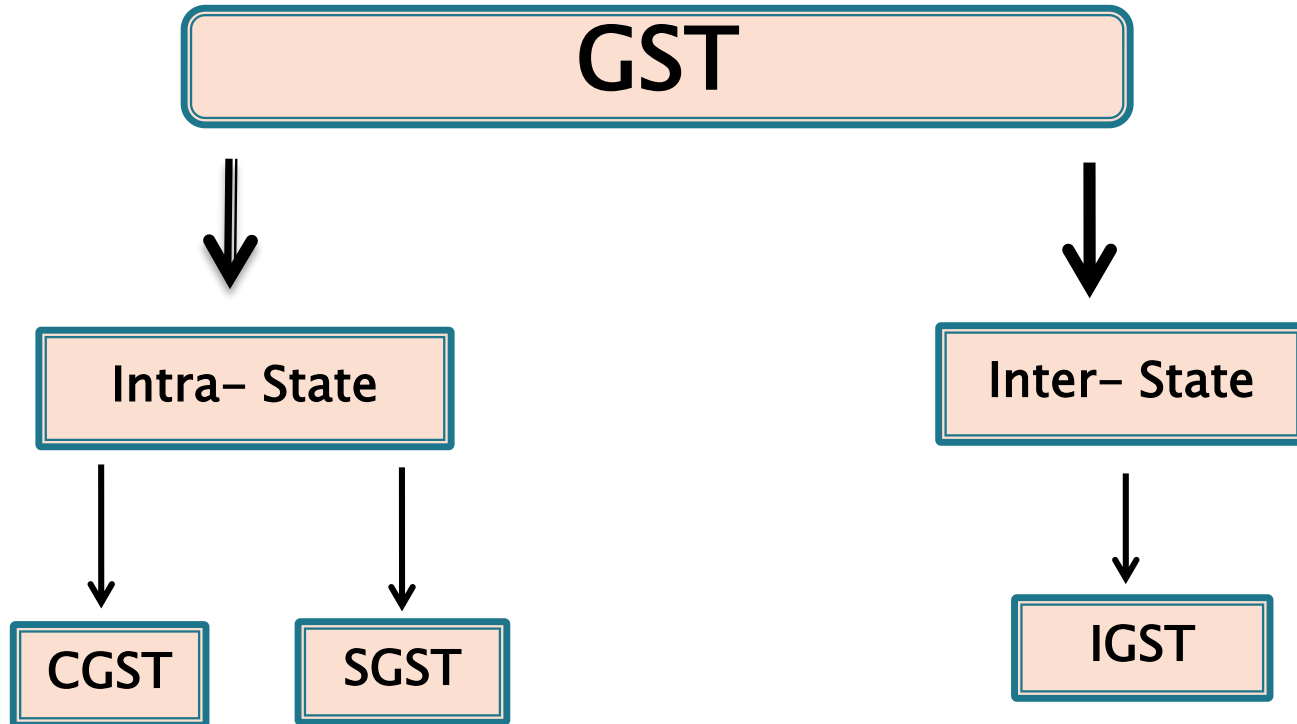 GST
Intra– State
Inter– State
CGST
SGST
IGST